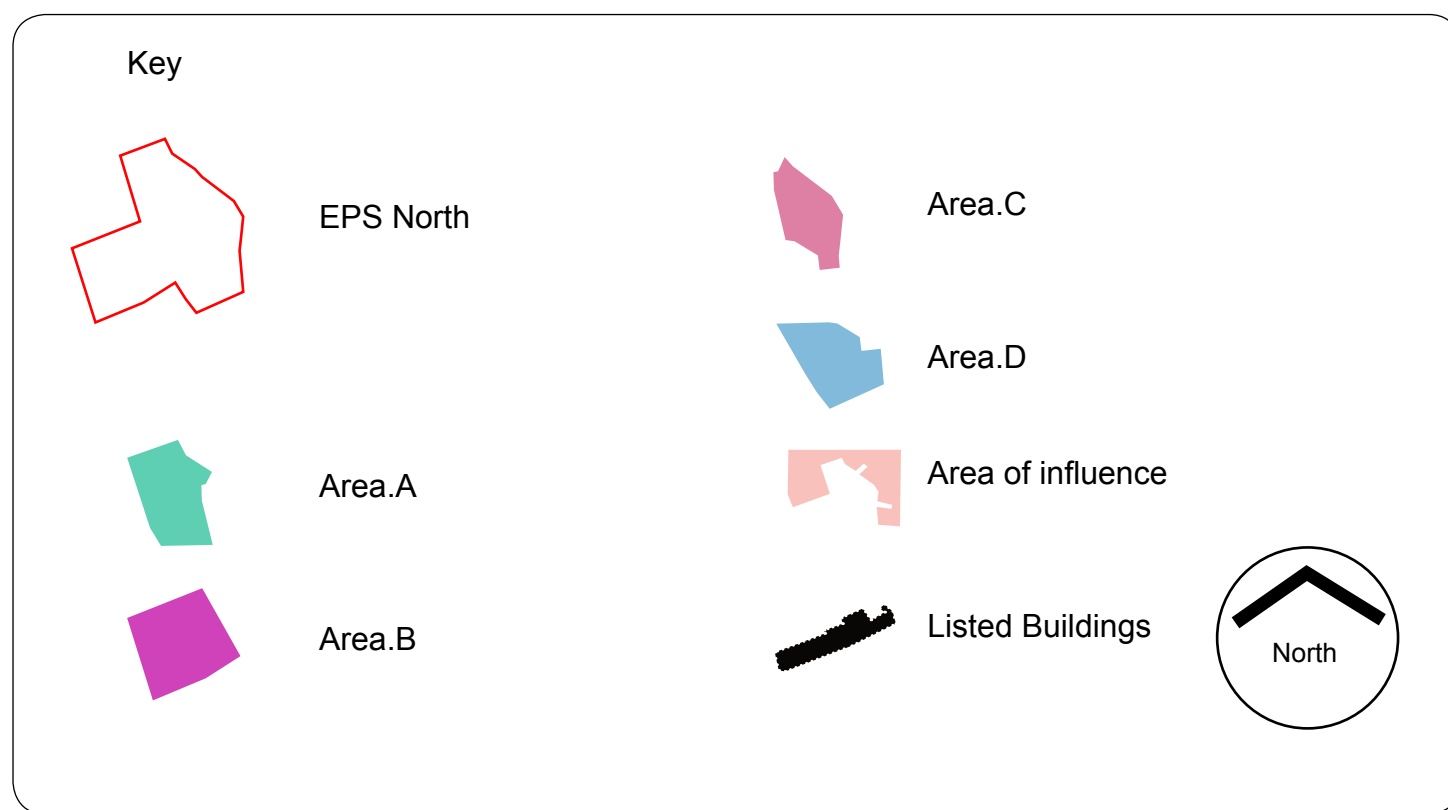 Key
EPS North
Area.A
Area.B
Area.C
Area.D
Area of influence
Listed Buildings
North